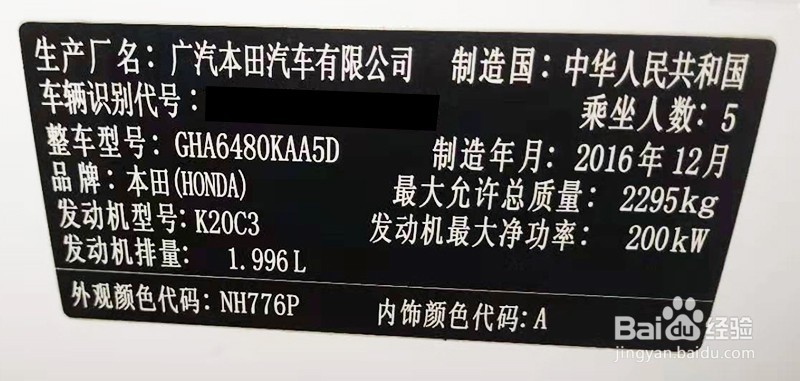 生产厂名：广汽本田汽车有限公司 制造国：中华人民共和国
车辆识别代号： 乘坐人数：5
整车型号：GHA6480KAA5D 制造年月：2016年12月
品牌：本田(HONDA) 最大允许总质量：2295kg
发动机型号：K20C3 发动机最大净功率：200kW
发动机排量：1.996L
外观颜色代码：NH776P 内饰颜色代码：A
Baidu经验
jingyan.baidu.com